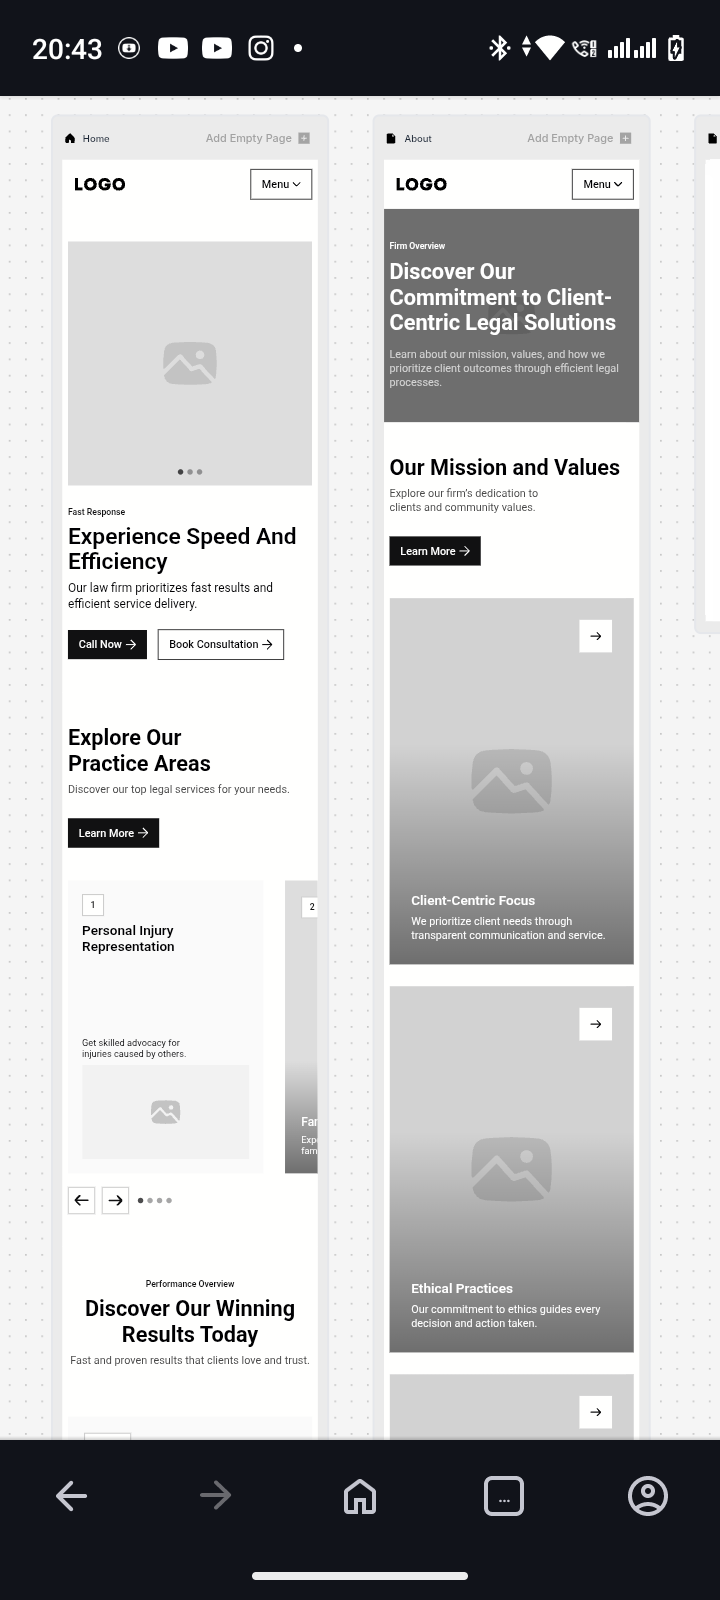 20:43
Home
Add Empty Page
LOGO
Menu
Fast Response
Experience Speed And
Efficiency
Our law firm prioritizes fast results and
efficient service delivery.
Call Now
Book Consultation
Explore Our
Practice Areas
Discover our top legal services for your needs.
Learn More
1
Personal Injury
Representation
Get skilled advocacy for
injuries caused by others.
2
Performance Overview
Discover Our Winning
Results Today
Fast and proven results that clients love and trust.
About
Add Empty Page
LOGO
Menu
Firm Overview
Discover Our
Commitment to Client-
Centric Legal Solutions
Learn about our mission, values, and how we
prioritize client outcomes through efficient legal
processes.
Our Mission and Values
Explore our firm's dedication to
clients and community values.
Learn More
Client-Centric Focus
We prioritize client needs through
transparent communication and service.
Ethical Practices
Our commitment to ethics guides every
decision and action taken.